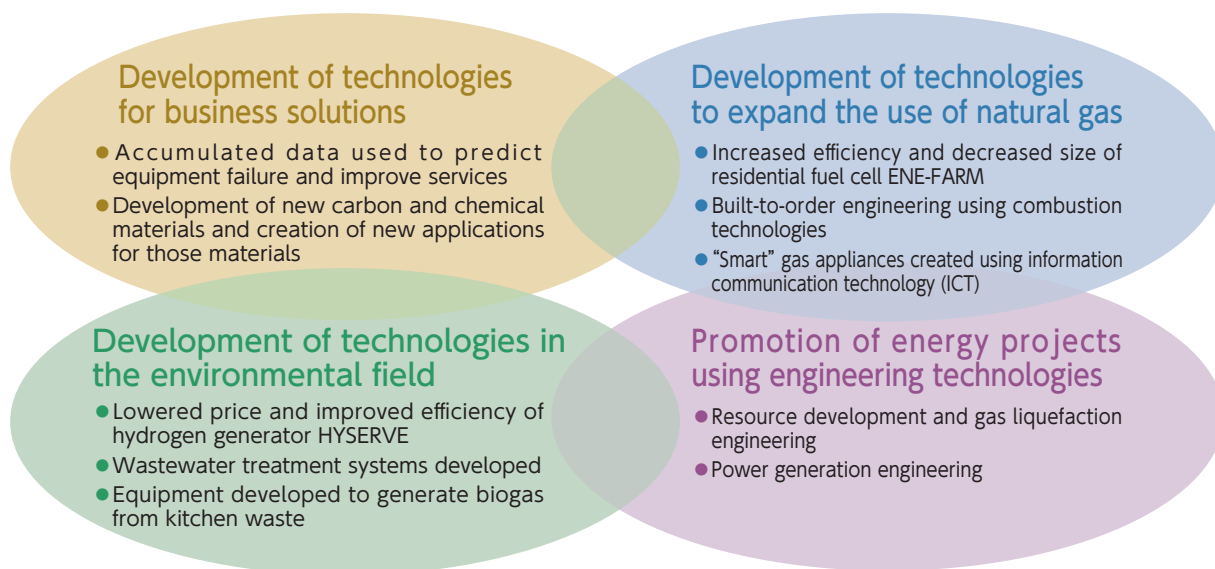 Development of technologies
for business solutions
● Accumulated data used to predict
equipment failure and improve services
● Development of new carbon and chemical
materials and creation of new applications
for those materials
Development of technologies
to expand the use of natural gas
● Increased efficiency and decreased size of
residential fuel cell ENE-FARM
● Built-to-order engineering using combustion
technologies
● “Smart” gas appliances created using information
communication technology (ICT)
Development of technologies in
the environmental field
● Lowered price and improved efficiency of
hydrogen generator HYSERVE
● Wastewater treatment systems developed
● Equipment developed to generate biogas
from kitchen waste
Promotion of energy projects
using engineering technologies
● Resource development and gas liquefaction
engineering
● Power generation engineering